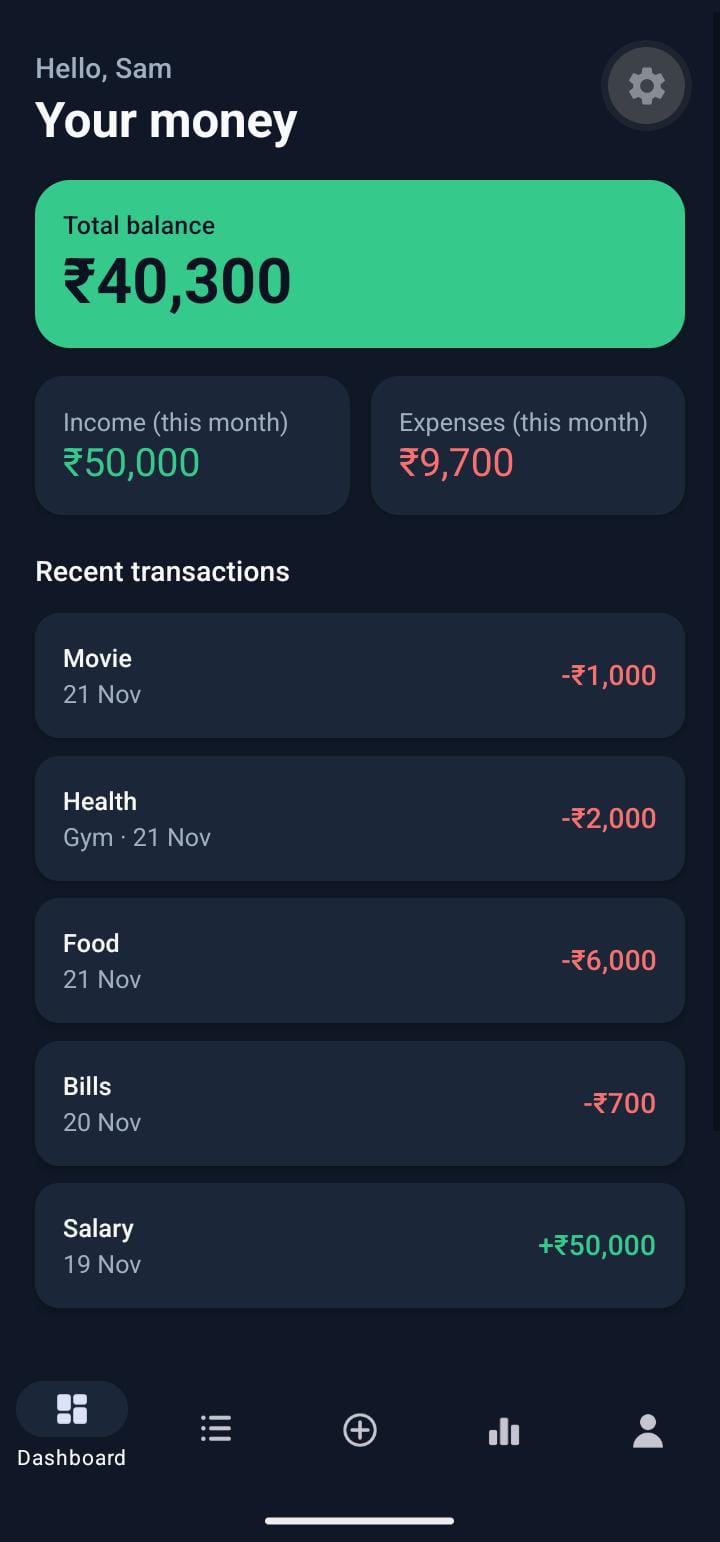 Hello, Sam
Your money
Total balance
₹40,300
Income (this month)
₹50,000
Expenses (this month)
₹9,700
Recent transactions
Movie
21 Nov
-₹1,000
Health
Gym · 21 Nov
-₹2,000
Food
21 Nov
-₹6,000
Bills
20 Nov
-₹700
Salary
19 Nov
+₹50,000
Dashboard